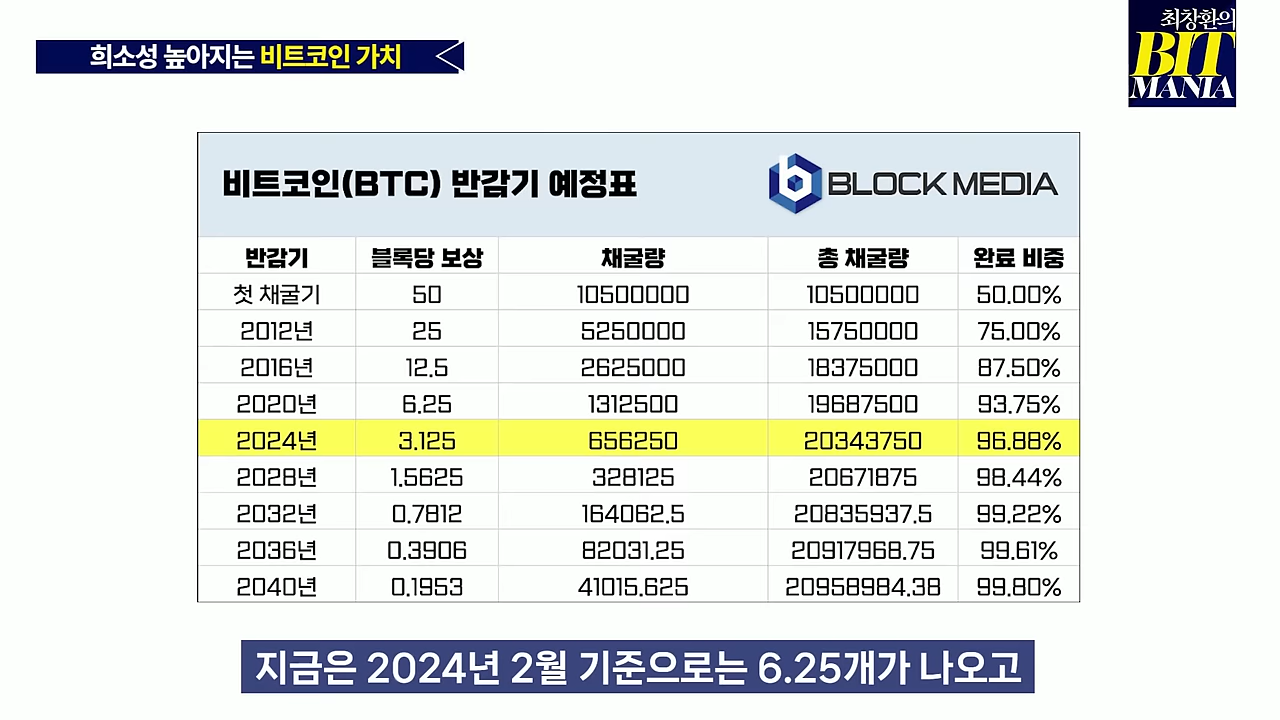 희소성 높아지는 비트코인 가치
최창환의
BIT
MANIA
비트코인(BTC) 반감기 예정표
BLOCK MEDIA
반감기 블록당 보상 채굴량 총 채굴량 완료 비중
첫 채굴기 50 10500000 10500000 50.00%
2012년 25 5250000 15750000 75.00%
2016년 12.5 2625000 18375000 87.50%
2020년 6.25 1312500 19687500 93.75%
2024년 3.125 656250 20343750 96.88%
2028년 1.5625 328125 20671875 98.44%
2032년 0.7812 164062.5 20835937.5 99.22%
2036년 0.3906 82031.25 20917968.75 99.61%
2040년 0.1953 41015.625 20958984.38 99.80%
지금은 2024년 2월 기준으로는 6.25개가 나오고